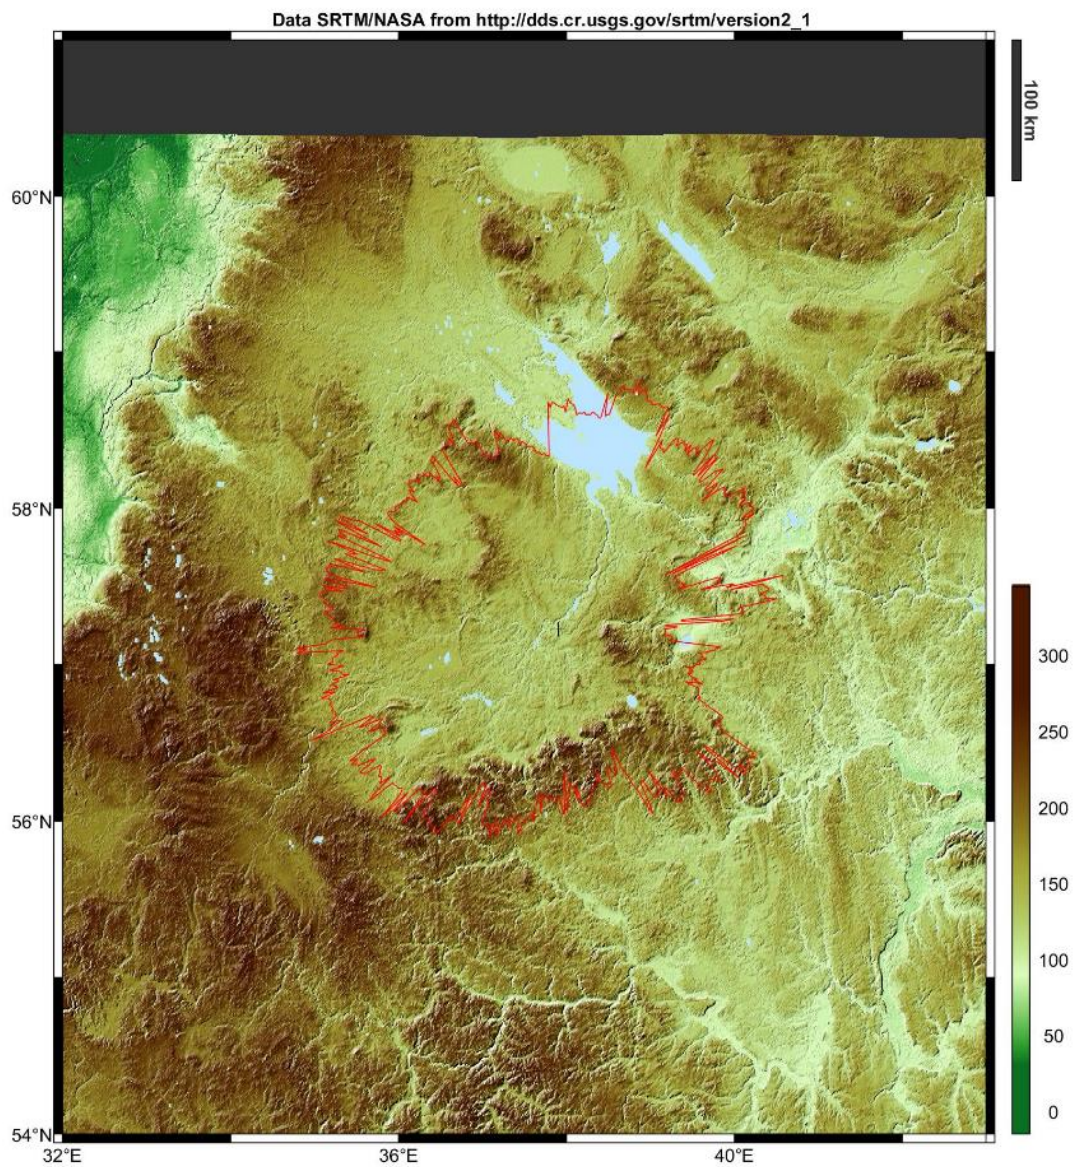 Data SRTM/NASA from http://dds.cr.usgs.gov/srtm/version2_1
100 km
60°N
58°N
56°N
54°N
32°E
36°E
40°E
300
250
200
150
100
50
0